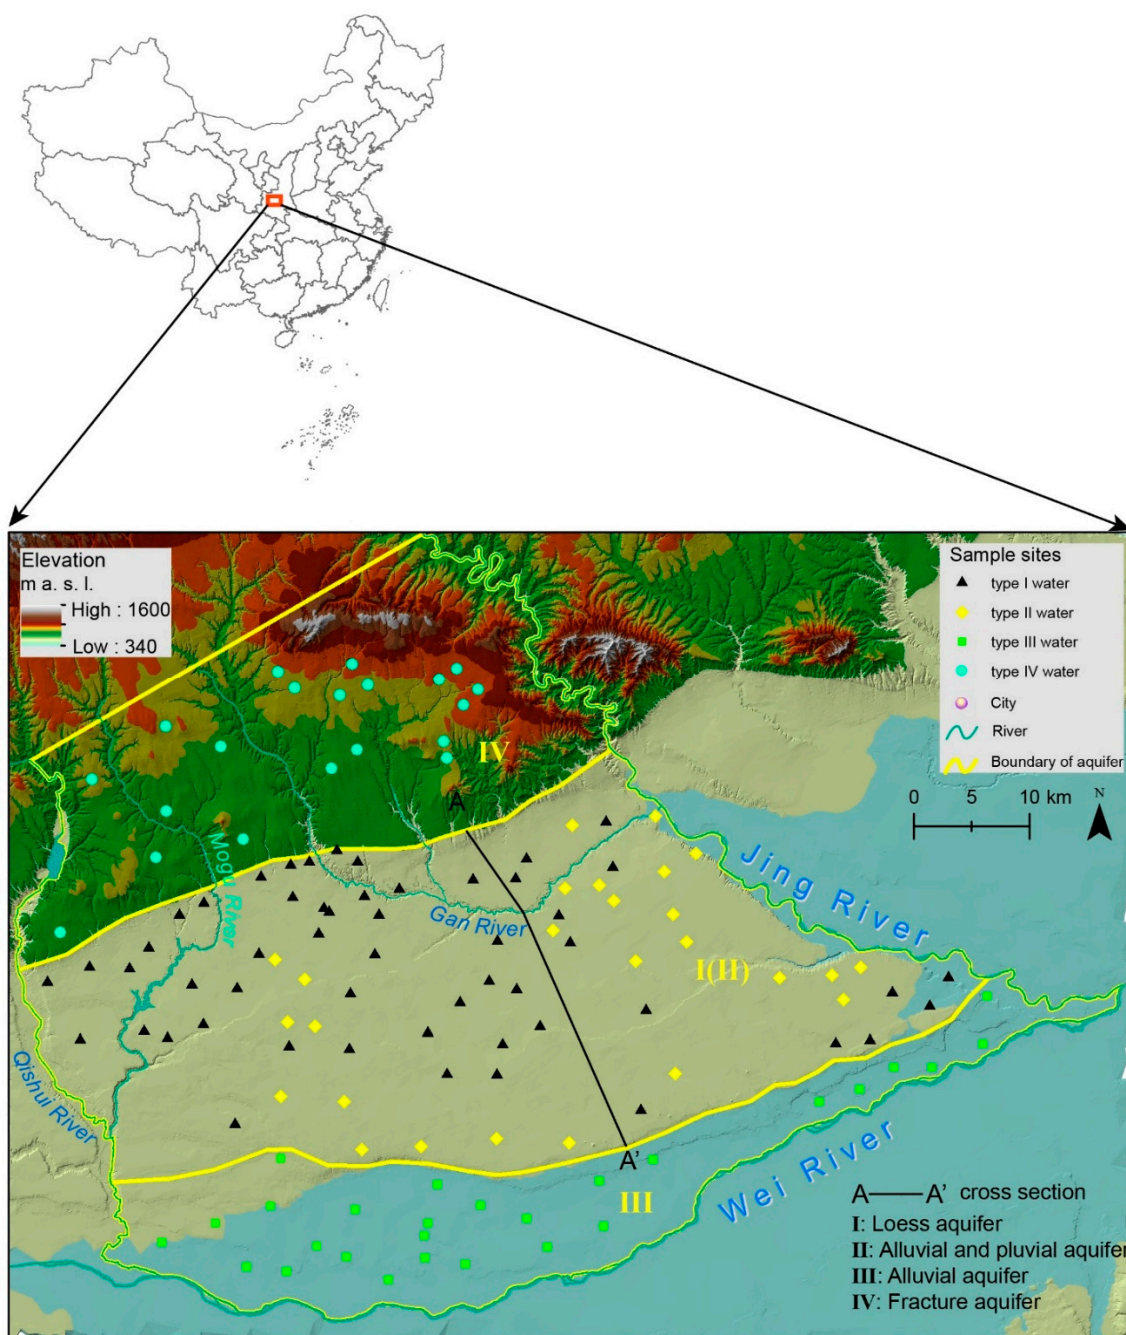 Elevation
m a. s. l.
High : 1600
Low : 340
Sample sites
type I water
type II water
type III water
type IV water
City
River
Boundary of aquifer
0 5 10 km
N
IV
A
Mogu River
Gan River
Jing River
I(II)
Qishui River
A'
III
Wei River
A——A' cross section
I: Loess aquifer
II: Alluvial and pluvial aquifer
III: Alluvial aquifer
IV: Fracture aquifer